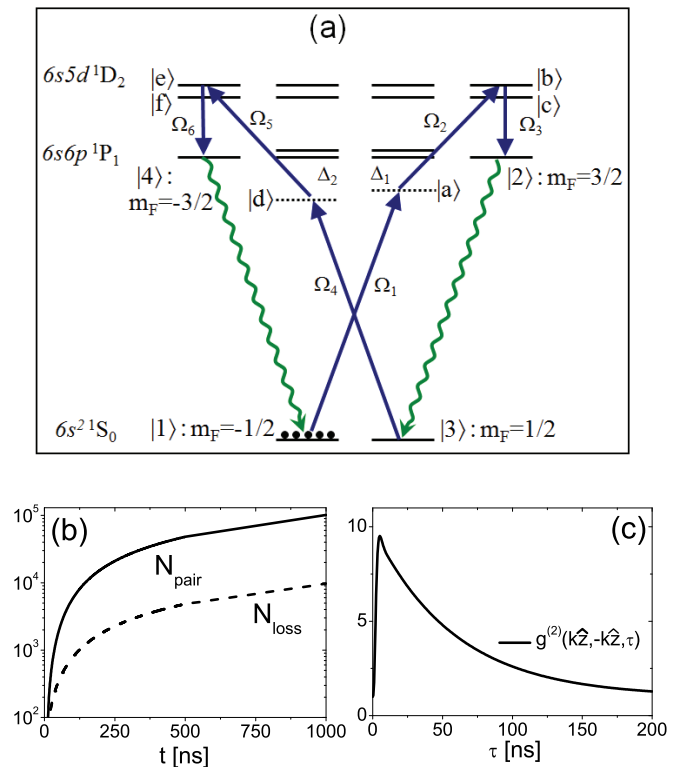 (a)
6s5d ¹D₂ |e⟩ |b⟩
|f⟩ |c⟩
Ω₆ Ω₅ Ω₂ Ω₃
6s6p ¹P₁
|4⟩: Δ₂ Δ₁ |2⟩: m_F=3/2
m_F=-3/2 |d⟩ |a⟩
Ω₄ Ω₁
6s² ¹S₀ |1⟩: m_F=-1/2 |3⟩: m_F=1/2
(b)
10⁵
10⁴
10³
10²
N_pair
N_loss
0 250 500 750 1000
t [ns]
(c)
10
5
0
g⁽²⁾(kẑ,-kẑ,τ)
0 50 100 150 200
τ [ns]